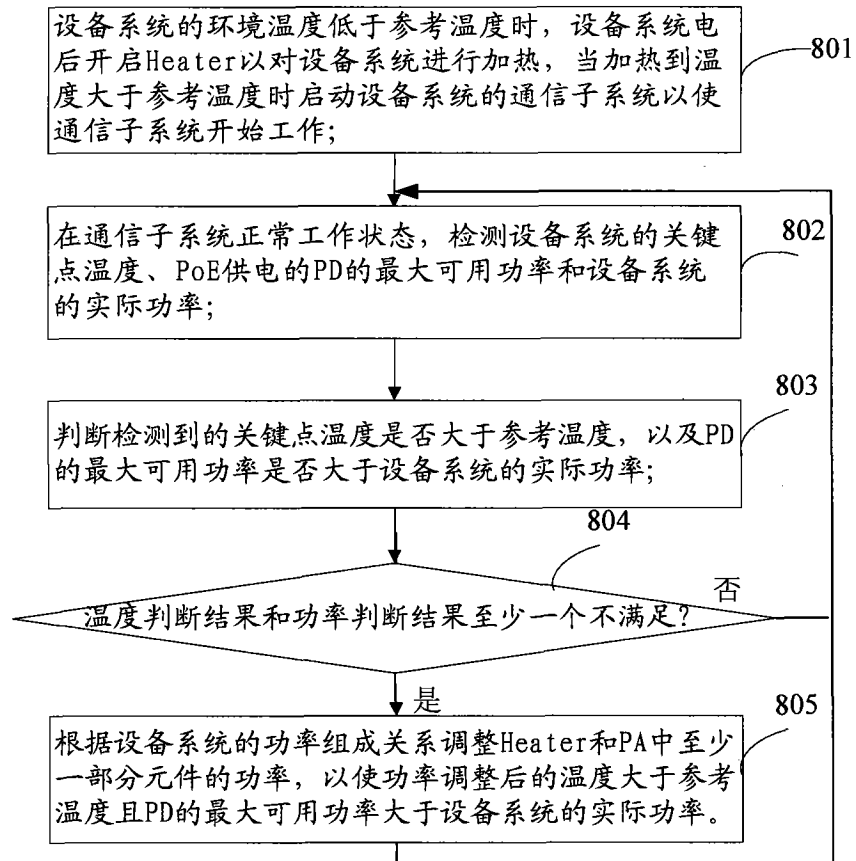 设备系统的环境温度低于参考温度时，设备系统电
后开启Heater以对设备系统进行加热，当加热到温
度大于参考温度时启动设备系统的通信子系统以使
通信子系统开始工作；
801
在通信子系统正常工作状态，检测设备系统的关键
点温度、PoE供电的PD的最大可用功率和设备系统
的实际功率；
802
803
判断检测到的关键点温度是否大于参考温度，以及PD
的最大可用功率是否大于设备系统的实际功率；
804
温度判断结果和功率判断结果至少一个不满足？
否
是
805
根据设备系统的功率组成关系调整Heater和PA中至少
一部分元件的功率，以使功率调整后的温度大于参考
温度且PD的最大可用功率大于设备系统的实际功率。